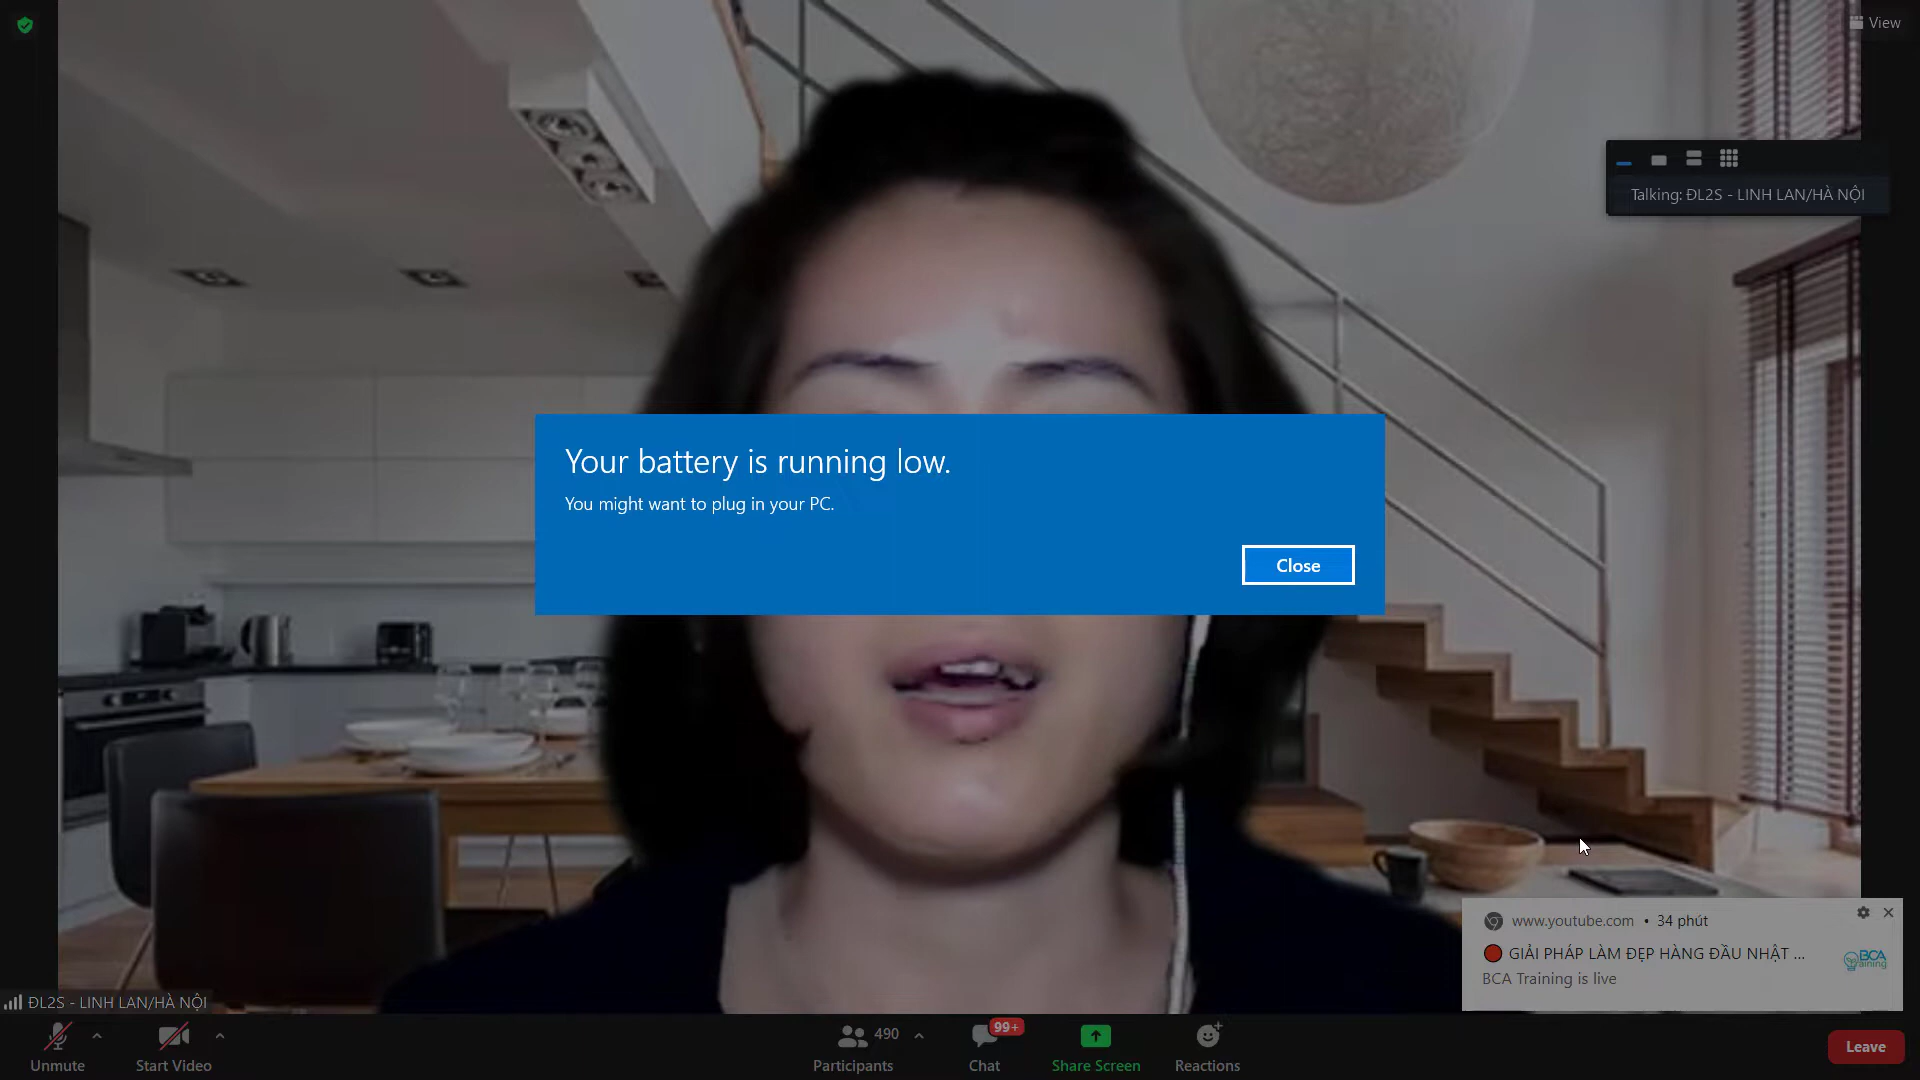 View
Talking: ĐL2S - LINH LAN/HÀ NỘI
Your battery is running low.
You might want to plug in your PC.
Close
www.youtube.com • 34 phút
GIẢI PHÁP LÀM ĐẸP HÀNG ĐẦU NHẬT ...
BCA Training is live
BCA
ĐL2S - LINH LAN/HÀ NỘI
Unmute
Start Video
490
Participants
99+
Chat
Share Screen
Reactions
Leave